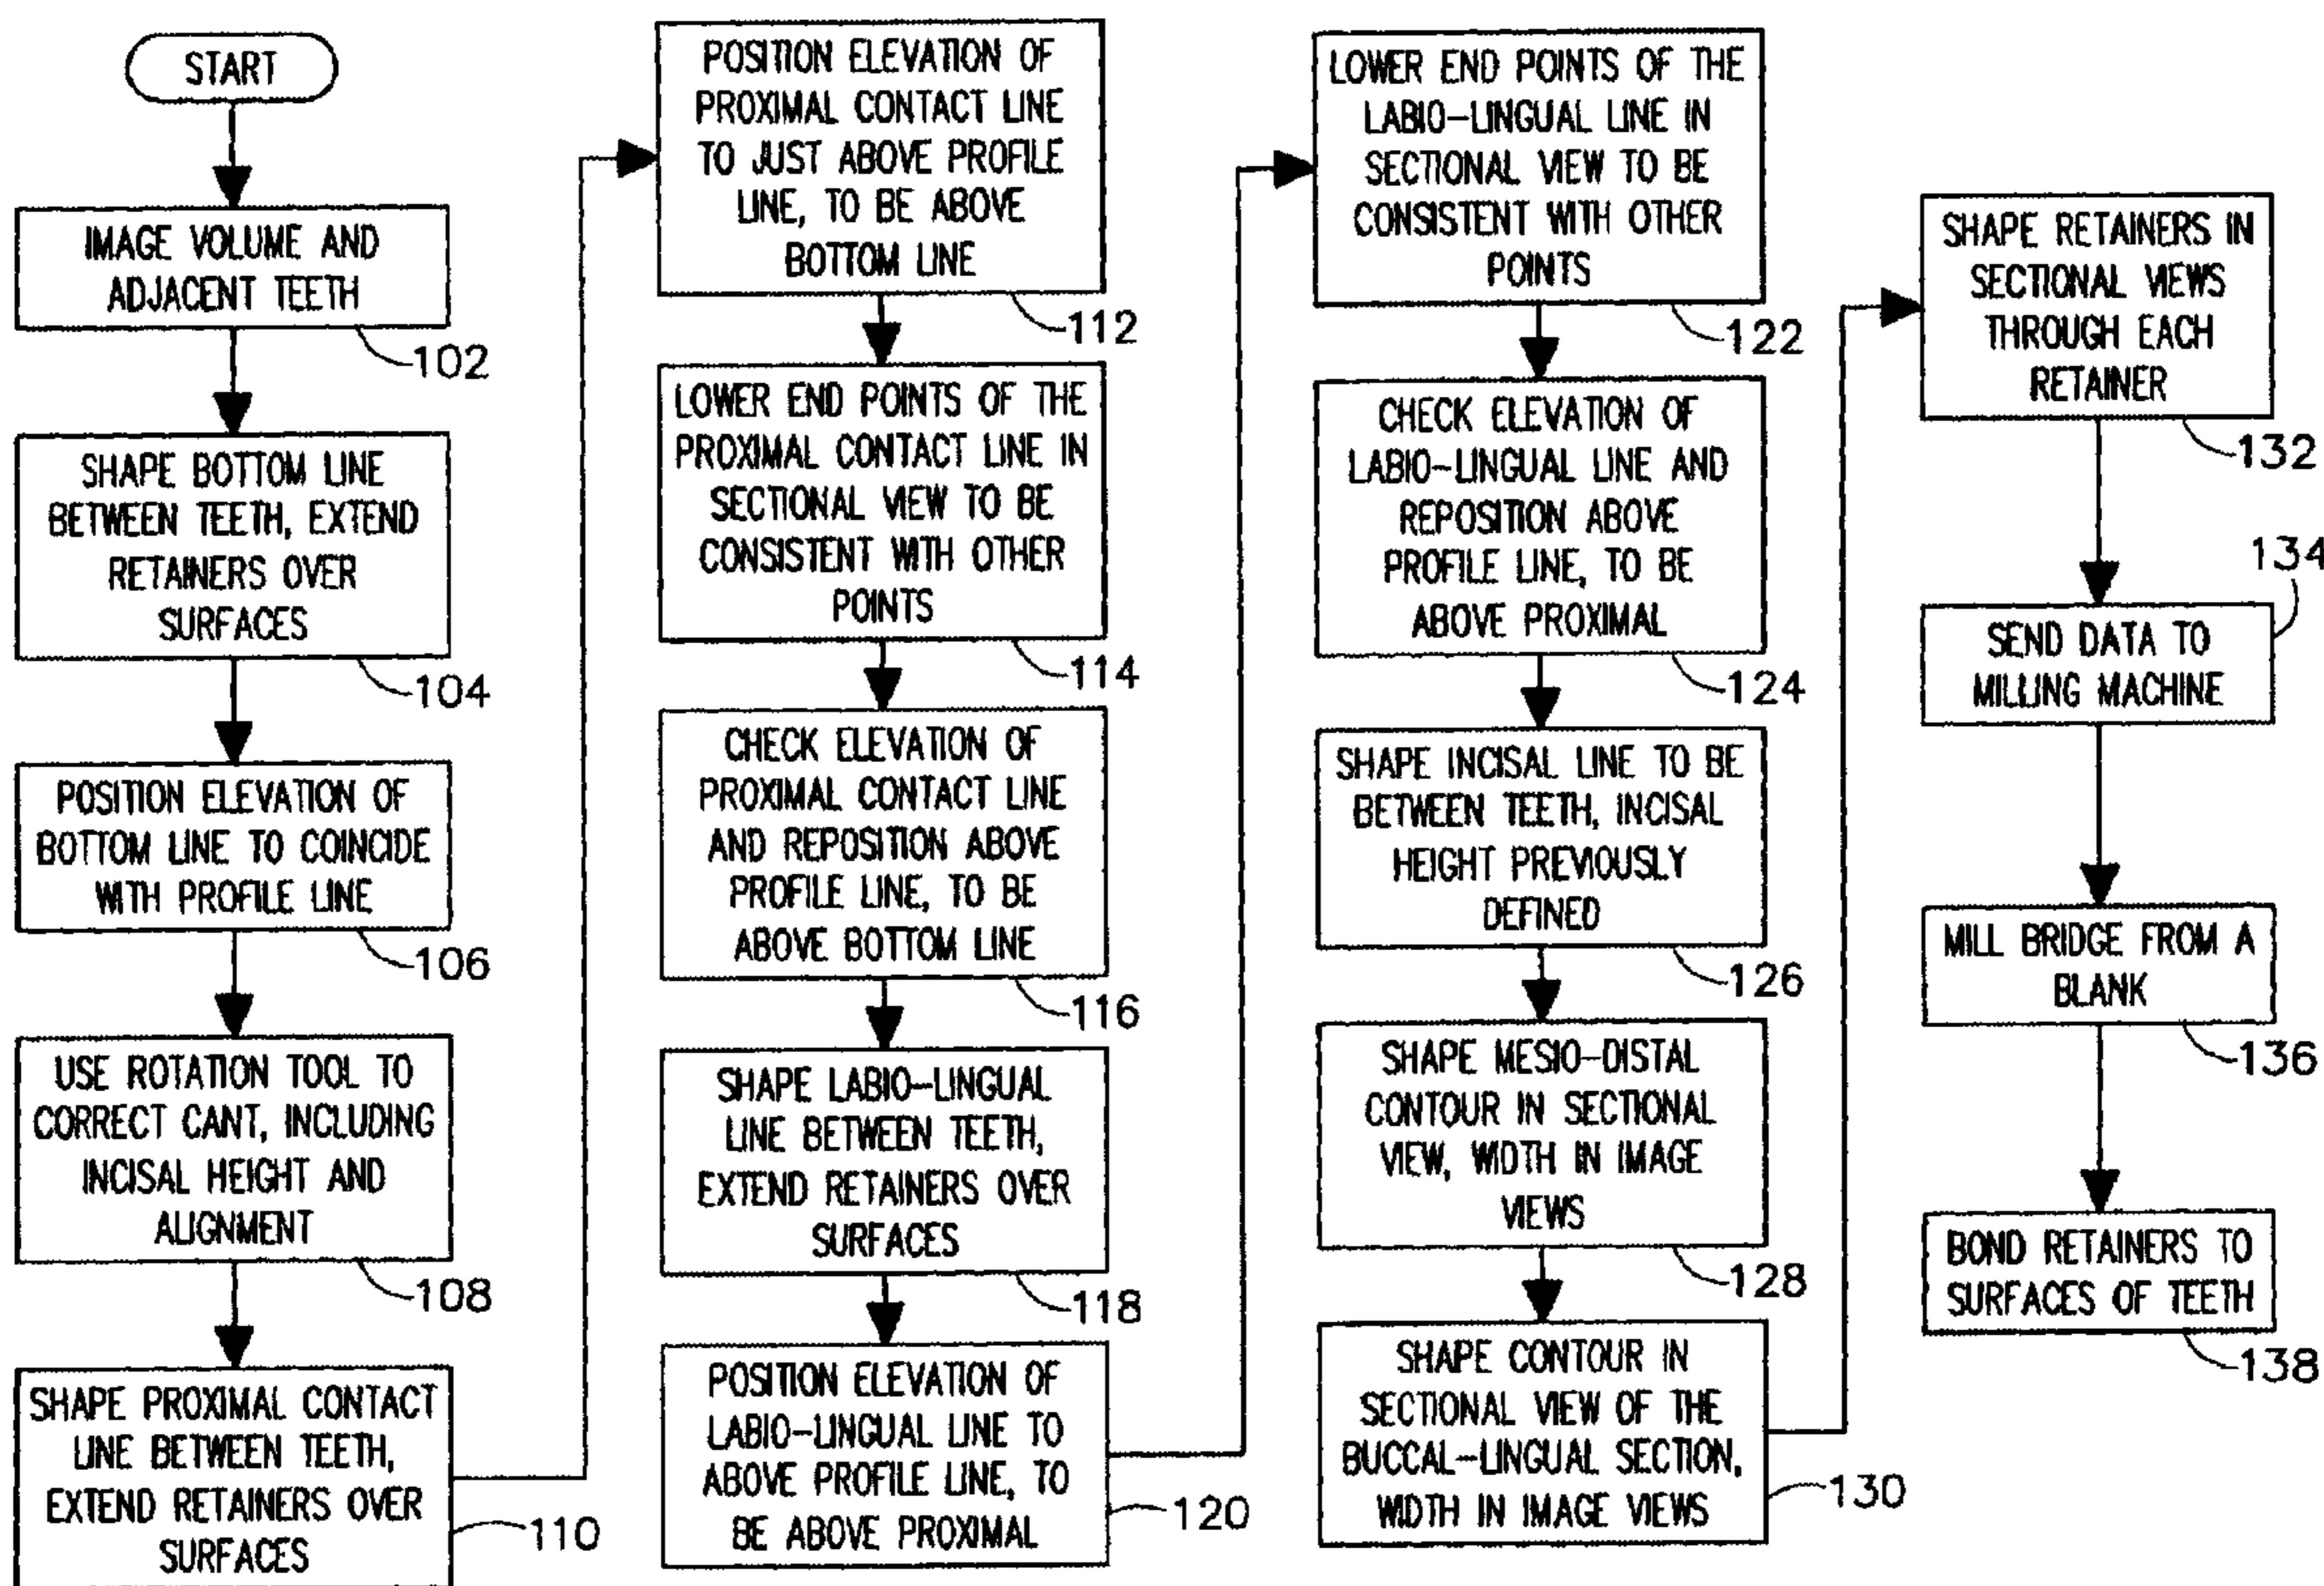 START
IMAGE VOLUME AND
ADJACENT TEETH
102
SHAPE BOTTOM LINE
BETWEEN TEETH, EXTEND
RETAINERS OVER
SURFACES
104
POSITION ELEVATION OF
BOTTOM LINE TO COINCIDE
WITH PROFILE LINE
106
USE ROTATION TOOL TO
CORRECT CANT, INCLUDING
INCISAL HEIGHT AND
ALIGNMENT
108
SHAPE PROXIMAL CONTACT
LINE BETWEEN TEETH,
EXTEND RETAINERS OVER
SURFACES
110
POSITION ELEVATION OF
PROXIMAL CONTACT LINE
TO JUST ABOVE PROFILE
LINE, TO BE ABOVE
BOTTOM LINE
112
LOWER END POINTS OF THE
PROXIMAL CONTACT LINE IN
SECTIONAL VIEW TO BE
CONSISTENT WITH OTHER
POINTS
114
CHECK ELEVATION OF
PROXIMAL CONTACT LINE
AND REPOSITION ABOVE
PROFILE LINE, TO BE
ABOVE BOTTOM LINE
116
SHAPE LABIO-LINGUAL
LINE BETWEEN TEETH,
EXTEND RETAINERS OVER
SURFACES
118
POSITION ELEVATION OF
LABIO-LINGUAL LINE TO
ABOVE PROFILE LINE, TO
BE ABOVE PROXIMAL
120
LOWER END POINTS OF THE
LABIO-LINGUAL LINE IN
SECTIONAL VIEW TO BE
CONSISTENT WITH OTHER
POINTS
122
CHECK ELEVATION OF
LABIO-LINGUAL LINE AND
REPOSITION ABOVE
PROFILE LINE, TO BE
ABOVE PROXIMAL
124
SHAPE INCISAL LINE TO BE
BETWEEN TEETH, INCISAL
HEIGHT PREVIOUSLY
DEFINED
126
SHAPE MESIO-DISTAL
CONTOUR IN SECTIONAL
VIEW, WIDTH IN IMAGE
VIEWS
128
SHAPE CONTOUR IN
SECTIONAL VIEW OF THE
BUCCAL-LINGUAL SECTION,
WIDTH IN IMAGE VIEWS
130
SHAPE RETAINERS IN
SECTIONAL VIEWS
THROUGH EACH
RETAINER
132
SEND DATA TO
MILLING MACHINE
134
MILL BRIDGE FROM A
BLANK
136
BOND RETAINERS TO
SURFACES OF TEETH
138